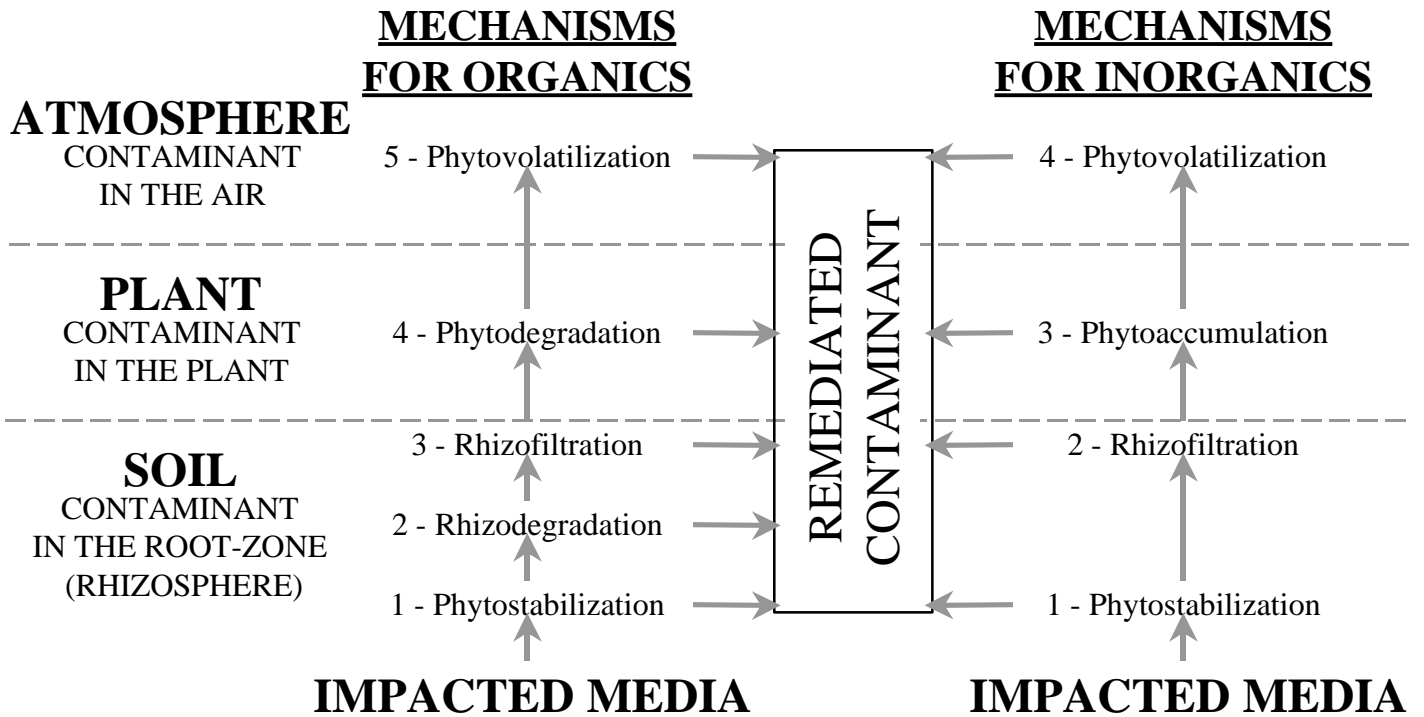 MECHANISMS
FOR ORGANICS
MECHANISMS
FOR INORGANICS
ATMOSPHERE
CONTAMINANT
IN THE AIR
5 - Phytovolatilization
4 - Phytovolatilization
PLANT
CONTAMINANT
IN THE PLANT
4 - Phytodegradation
3 - Phytoaccumulation
REMEDIATED
CONTAMINANT
SOIL
CONTAMINANT
IN THE ROOT-ZONE
(RHIZOSPHERE)
3 - Rhizofiltration
2 - Rhizodegradation
1 - Phytostabilization
2 - Rhizofiltration
1 - Phytostabilization
IMPACTED MEDIA
IMPACTED MEDIA